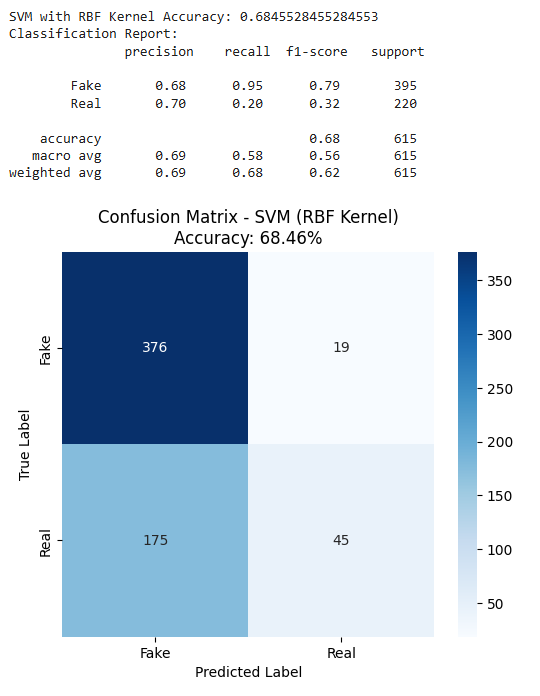 SVM with RBF Kernel Accuracy: 0.6845528455284553
Classification Report:
precision recall f1-score support
Fake 0.68 0.95 0.79 395
Real 0.70 0.20 0.32 220
accuracy 0.68 615
macro avg 0.69 0.58 0.56 615
weighted avg 0.69 0.68 0.62 615
Confusion Matrix - SVM (RBF Kernel)
Accuracy: 68.46%
350
300
250
200
150
100
50
True Label
Fake
376 19
Real
175 45
Fake Real
Predicted Label